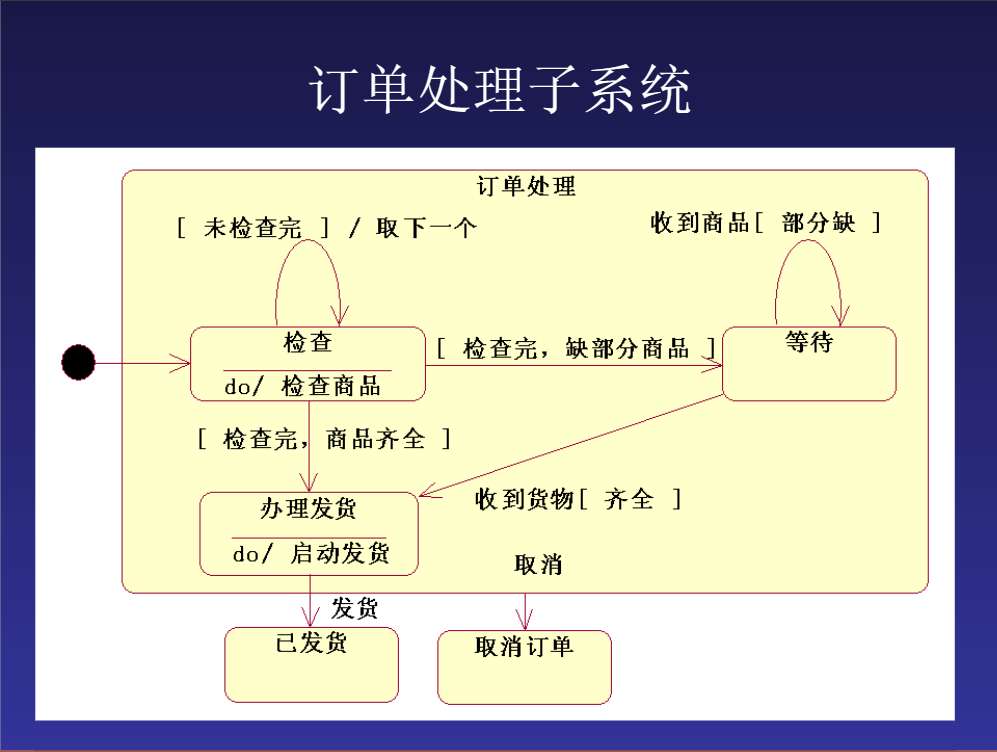 订单处理子系统
订单处理
[ 未检查完 ] / 取下一个
收到商品[ 部分缺 ]
检查
do/ 检查商品
[ 检查完，缺部分商品 ]
等待
[ 检查完，商品齐全 ]
办理发货
do/ 启动发货
收到货物[ 齐全 ]
取消
发货
已发货
取消订单